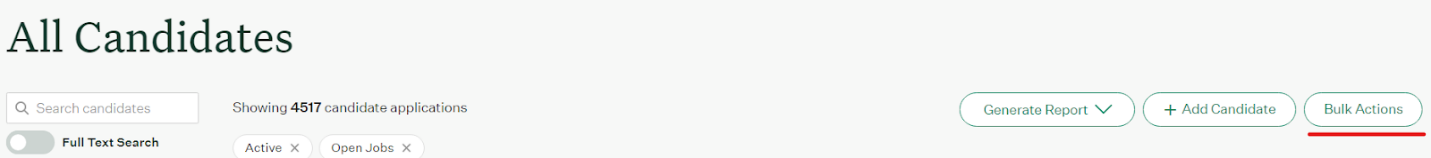 All Candidates
Search candidates
Showing 4517 candidate applications
Generate Report
+ Add Candidate
Bulk Actions
Full Text Search
Active ×
Open Jobs ×